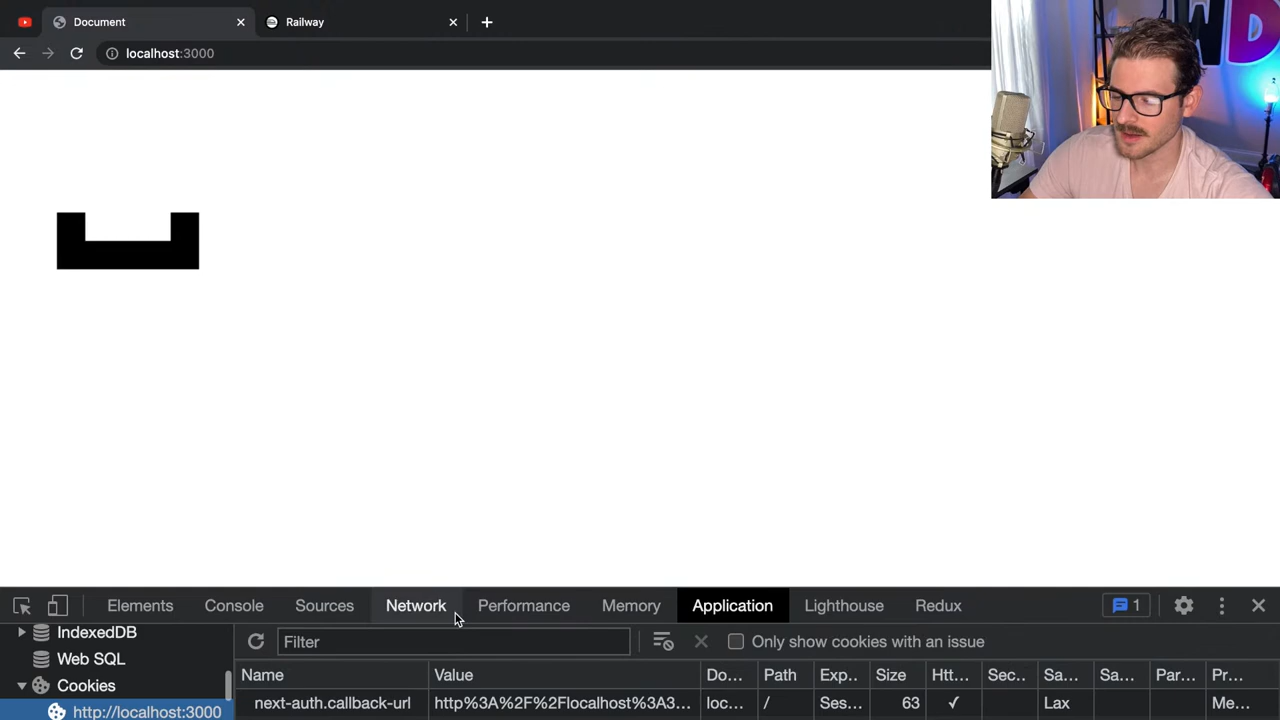 Document
Railway
localhost:3000
WD
Elements Console Sources Network Performance Memory Application Lighthouse Redux 1
IndexedDB
Web SQL
Cookies
http://localhost:3000
Filter
Only show cookies with an issue
Name Value Do... Path Exp... Size Htt... Sec... Sa... Sa... Par... Pr...
next-auth.callback-url http%3A%2F%2Flocalhost%3A3... loc... / Ses... 63 ✓ Lax Me...